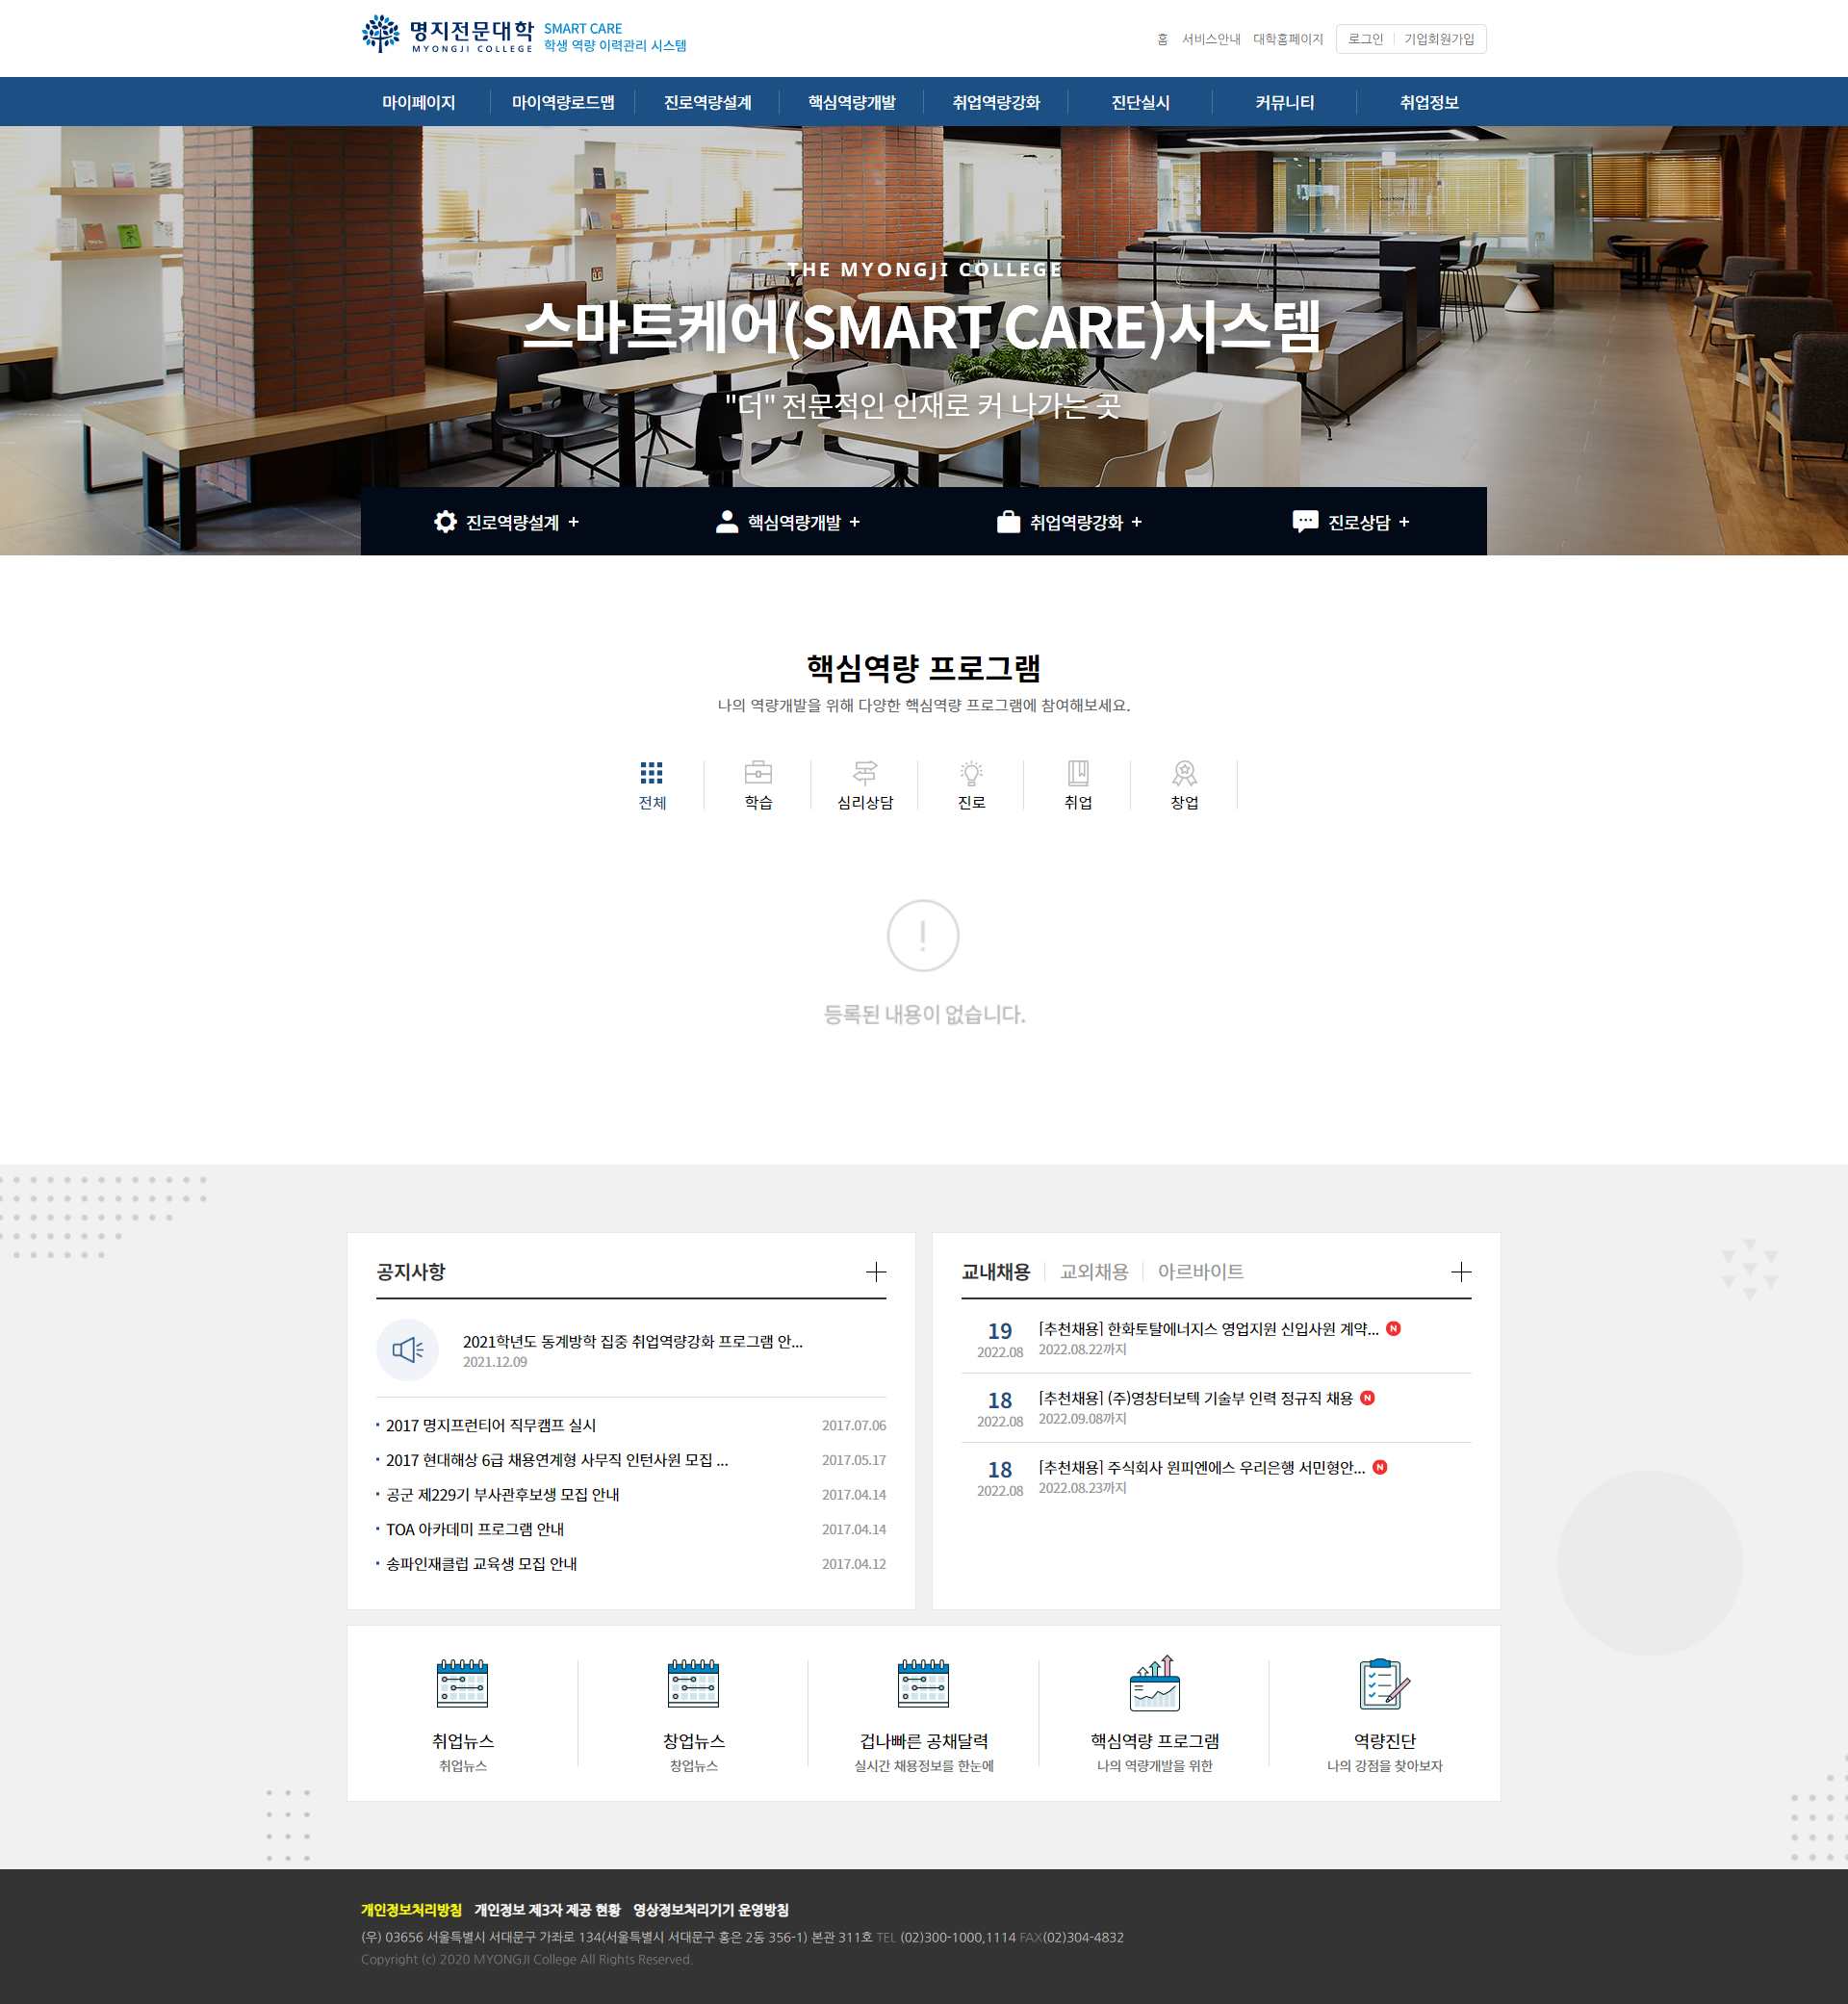 명지전문대학
MYONGJI COLLEGE
SMART CARE
학생 역량 이력관리 시스템
홈 서비스안내 대학홈페이지 로그인 기업회원가입
마이페이지 마이역량로드맵 진로역량설계 핵심역량개발 취업역량강화 진단실시 커뮤니티 취업정보
THE MYONGJI COLLEGE
스마트케어(SMART CARE)시스템
"더" 전문적인 인재로 커 나가는 곳
진로역량설계 + 핵심역량개발 + 취업역량강화 + 진로상담 +
핵심역량 프로그램
나의 역량개발을 위해 다양한 핵심역량 프로그램에 참여해보세요.
전체 학습 심리상담 진로 취업 창업
등록된 내용이 없습니다.
공지사항
2021학년도 동계방학 집중 취업역량강화 프로그램 안...
2021.12.09
2017 명지프런티어 직무캠프 실시 2017.07.06
2017 현대해상 6급 채용연계형 사무직 인턴사원 모집 ... 2017.05.17
공군 제229기 부사관후보생 모집 안내 2017.04.14
TOA 아카데미 프로그램 안내 2017.04.14
송파인재클럽 교육생 모집 안내 2017.04.12
교내채용 교외채용 아르바이트
19 [추천채용] 한화토탈에너지스 영업지원 신입사원 계약... N
2022.08 2022.08.22까지
18 [추천채용] (주)영창터보텍 기술부 인력 정규직 채용 N
2022.08 2022.09.08까지
18 [추천채용] 주식회사 원피엔에스 우리은행 서민형안... N
2022.08 2022.08.23까지
취업뉴스 창업뉴스 겁나빠른 공채달력 핵심역량 프로그램 역량진단
취업뉴스 창업뉴스 실시간 채용정보를 한눈에 나의 역량개발을 위한 나의 강점을 찾아보자
개인정보처리방침 개인정보 제3자 제공 현황 영상정보처리기기 운영방침
(우) 03656 서울특별시 서대문구 가좌로 134(서울특별시 서대문구 홍은 2동 356-1) 본관 311호 TEL (02)300-1000,1114 FAX(02)304-4832
Copyright (c) 2020 MYONGJI College All Rights Reserved.